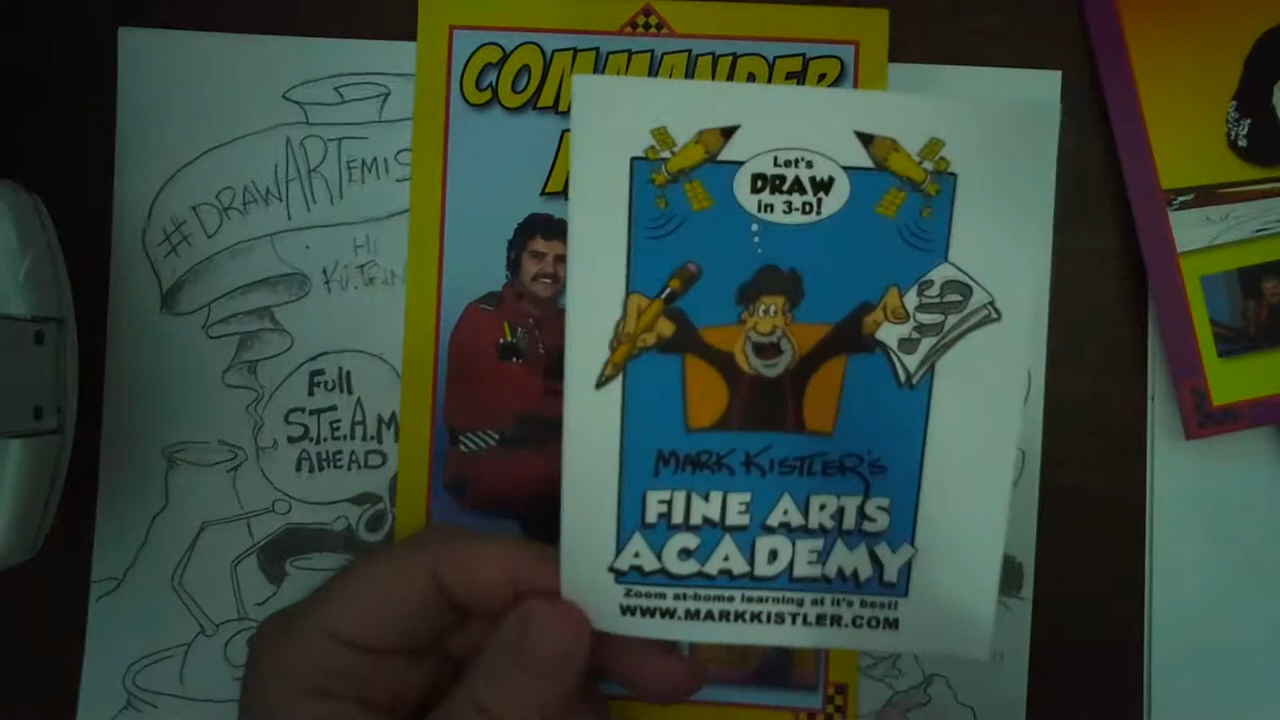 #DRAWARTEMIS
HI
Full
S.T.E.A.M
AHEAD
COMMANDER
Let's
DRAW
in 3-D!
MARK KISTLER'S
FINE ARTS
ACADEMY
Zoom at-home learning at it's best!
WWW.MARKKISTLER.COM